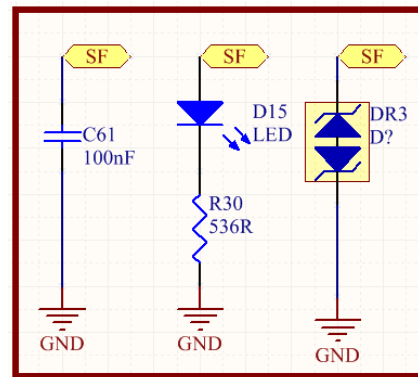 SF
SF
SF
C61
100nF
D15
LED
DR3
D?
R30
536R
GND
GND
GND